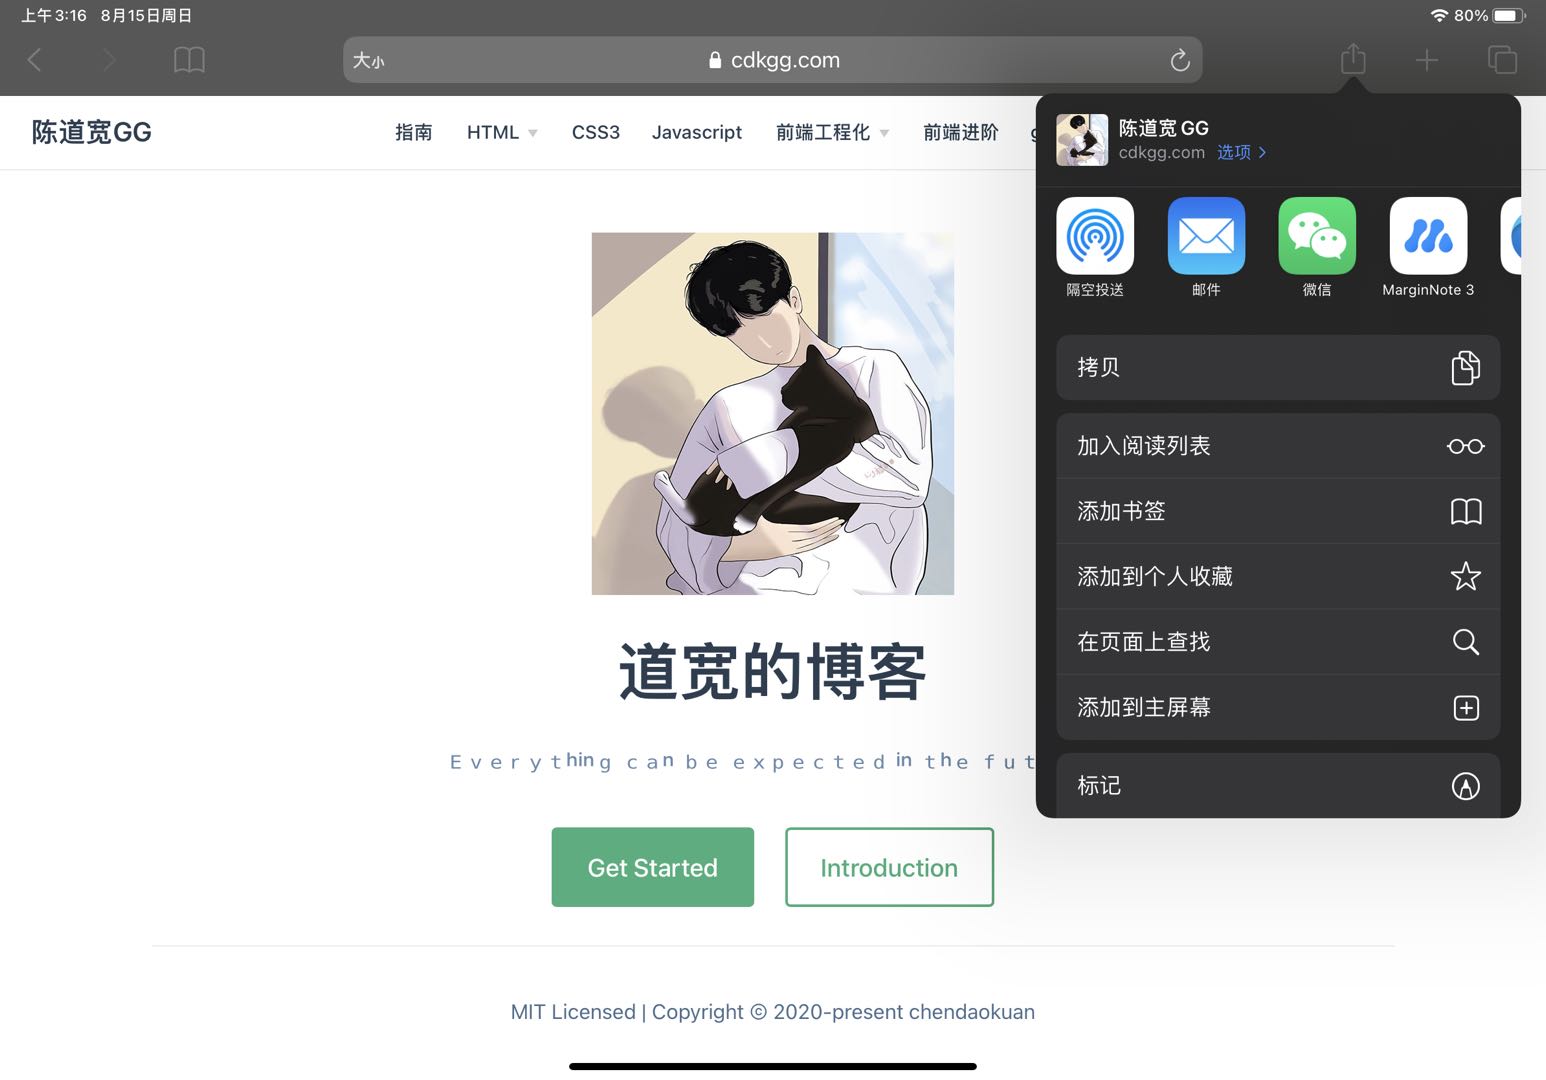 上午3:16 8月15日周日
80%
大小
cdkgg.com
陈道宽GG
指南 HTML CSS3 Javascript 前端工程化 前端进阶
陈道宽GG
cdkgg.com 选项
隔空投送 邮件 微信 MarginNote 3
拷贝
加入阅读列表
添加书签
添加到个人收藏
在页面上查找
添加到主屏幕
标记
道宽的博客
Everything can be expected in the fut
Get Started Introduction
MIT Licensed | Copyright © 2020-present chendaokuan